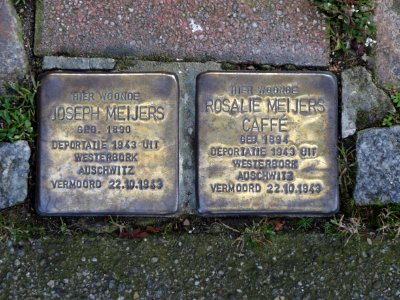 HIER WOONDE
JOSEPH MEIJERS
GEB. 1890
DEPORTATIE 1943 UIT
WESTERBORK
AUSCHWITZ
VERMOORD 22.10.1943
HIER WOONDE
ROSALIE MEIJERS
CAFFÉ
GEB. 1894
DEPORTATIE 1943 UIT
WESTERBORK
AUSCHWITZ
VERMOORD 22.10.1943